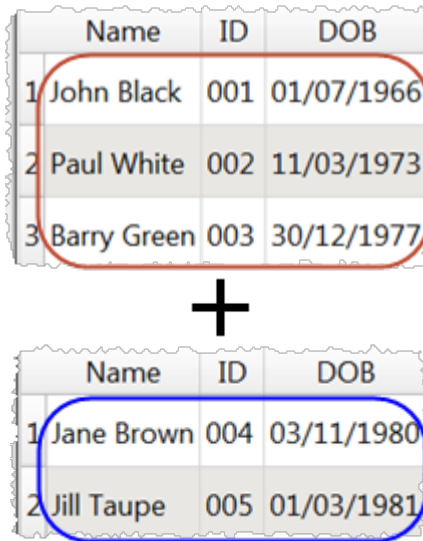 Name ID DOB
1 John Black 001 01/07/1966
2 Paul White 002 11/03/1973
3 Barry Green 003 30/12/1977
+
Name ID DOB
1 Jane Brown 004 03/11/1980
2 Jill Taupe 005 01/03/1981